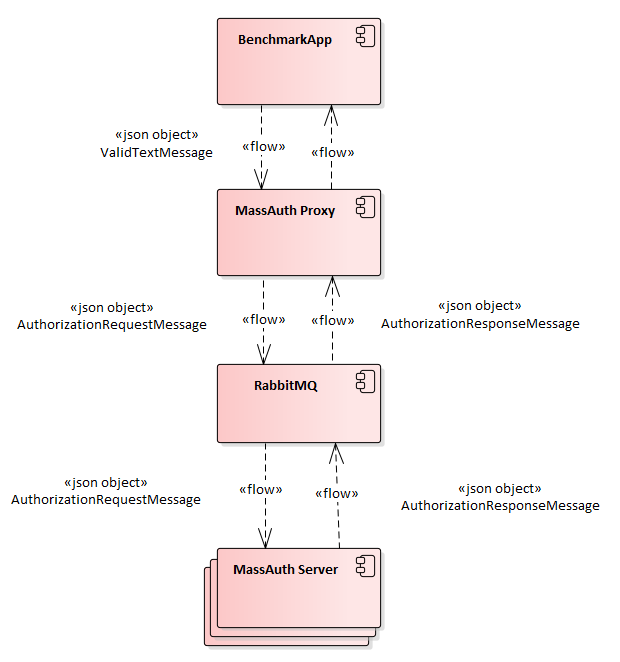 BenchmarkApp
«json object»
ValidTextMessage
«flow»
«flow»
MassAuth Proxy
«json object»
AuthorizationRequestMessage
«flow»
«flow»
«json object»
AuthorizationResponseMessage
RabbitMQ
«json object»
AuthorizationRequestMessage
«flow»
«flow»
«json object»
AuthorizationResponseMessage
MassAuth Server